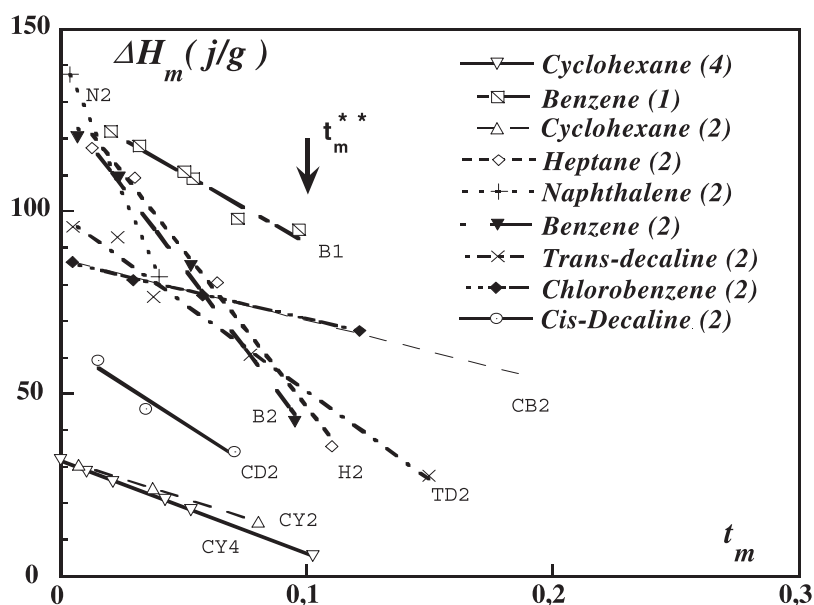 150
ΔH_m (j/g)
N2
t_m**
Cyclohexane (4)
Benzene (1)
Cyclohexane (2)
Heptane (2)
Naphthalene (2)
Benzene (2)
Trans-decaline (2)
Chlorobenzene (2)
Cis-Decaline (2)
100
B1
50
B2
CB2
CD2
H2
TD2
CY2
CY4
t_m
0
0
0,1
0,2
0,3